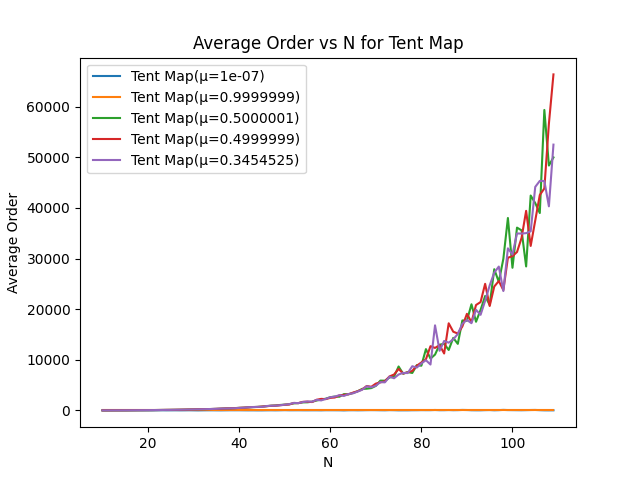 Average Order vs N for Tent Map
Tent Map(μ=1e-07)
Tent Map(μ=0.9999999)
Tent Map(μ=0.5000001)
Tent Map(μ=0.4999999)
Tent Map(μ=0.3454525)
Average Order
60000
50000
40000
30000
20000
10000
0
20 40 60 80 100
N